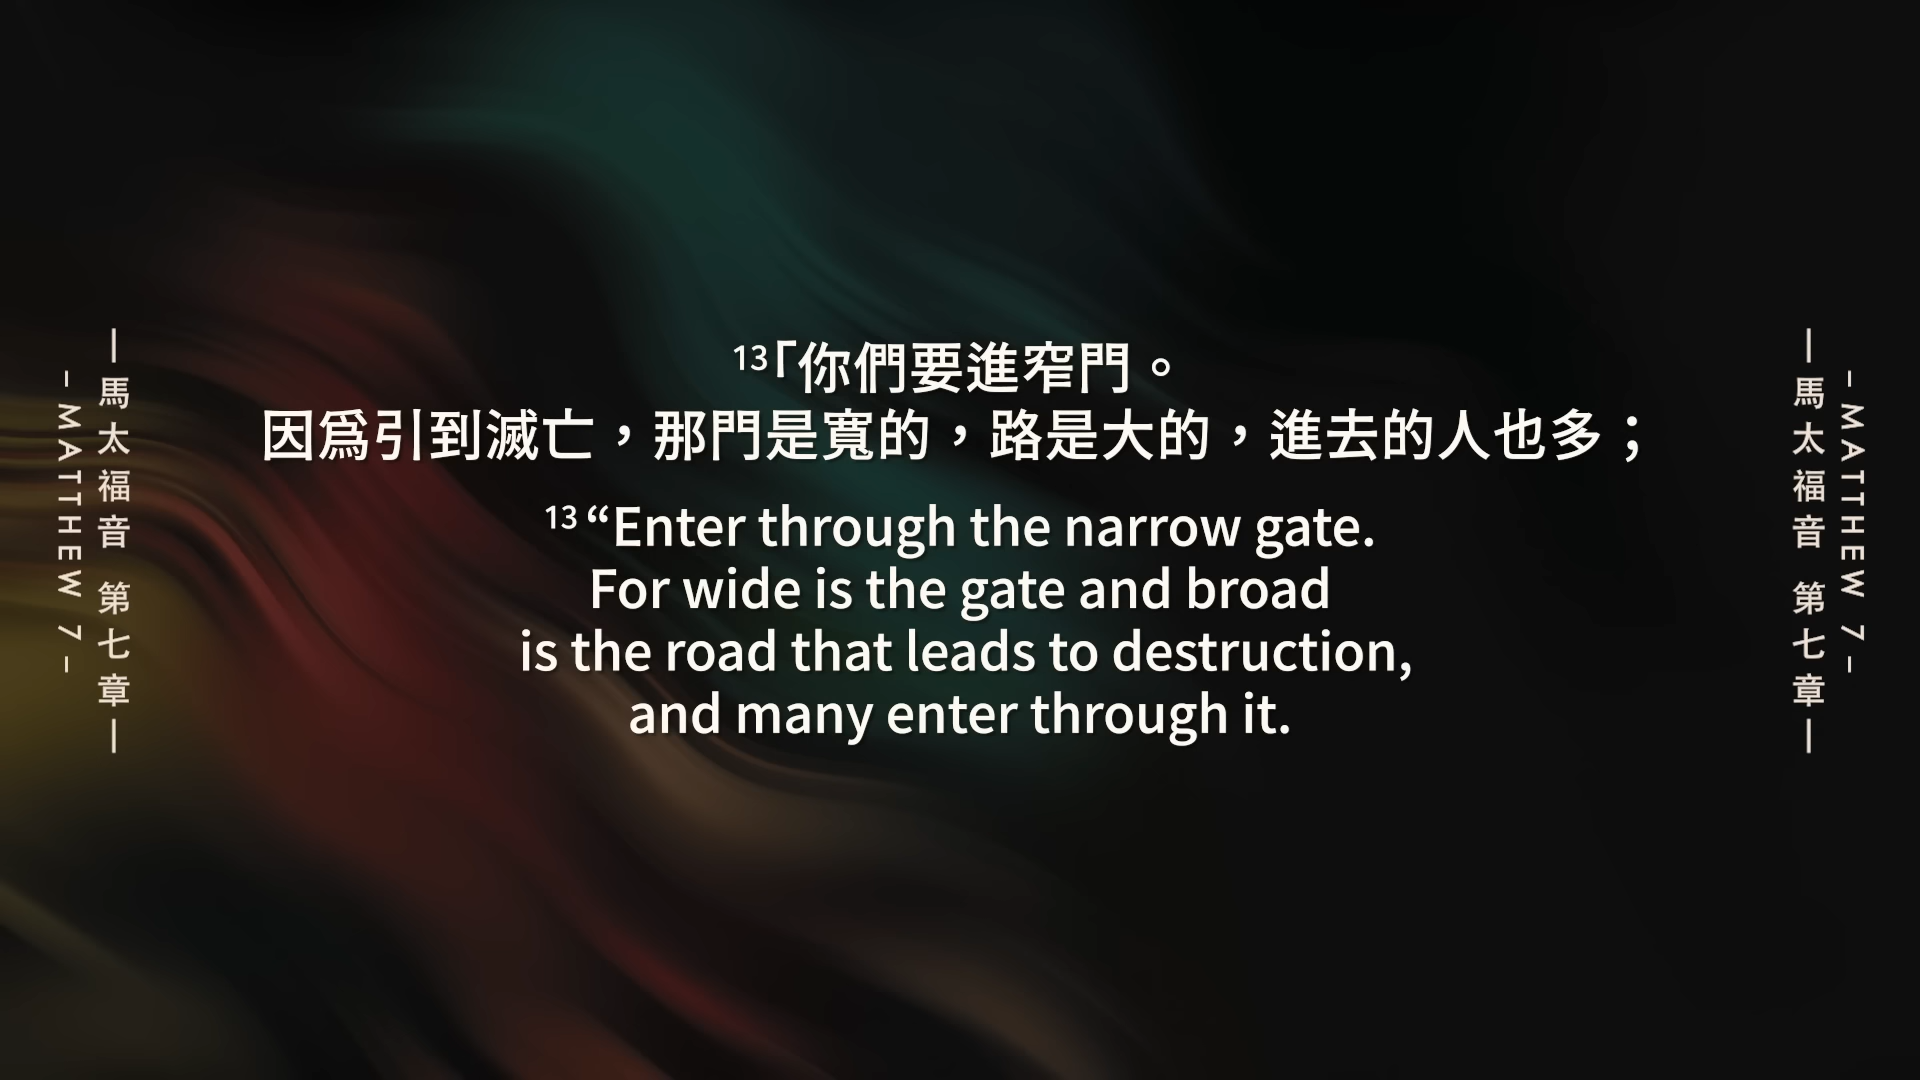 — 馬太福音 第七章 —
– MATTHEW 7 –
13「你們要進窄門。
因爲引到滅亡，那門是寬的，路是大的，進去的人也多；
13 “Enter through the narrow gate.
For wide is the gate and broad
is the road that leads to destruction,
and many enter through it.
— 馬太福音 第七章 —
– MATTHEW 7 –